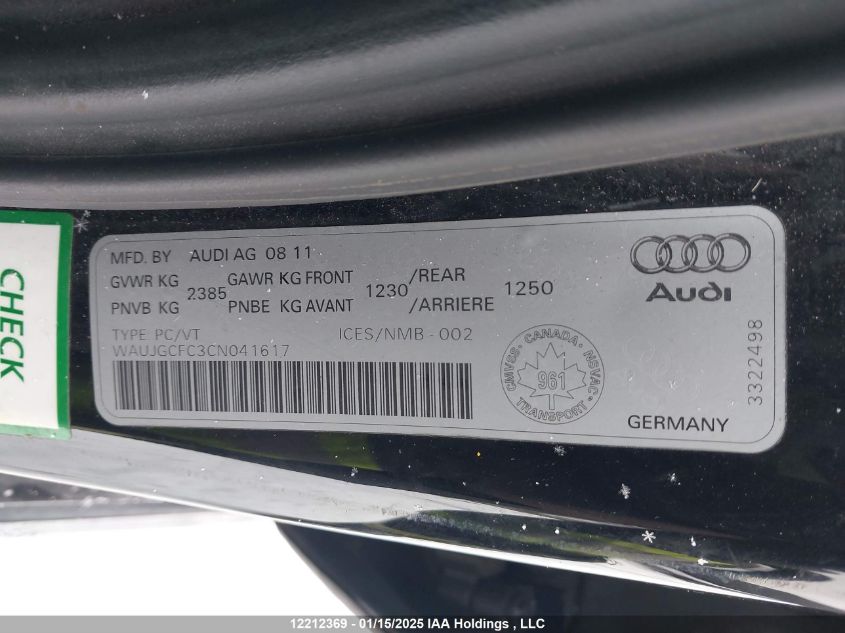 CHECK
MFD. BY AUDI AG 08 11
GVWR KG 2385 GAWR KG FRONT 1230 /REAR 1250
PNVB KG PNBE KG AVANT /ARRIERE
TYPE: PC/VT ICES/NMB - 002
WAUJGCFC3CN041617
Audi
CANADA
CMVSS NSVAC
961
TRANSPORT
3322498
GERMANY
12212369 - 01/15/2025 IAA Holdings , LLC